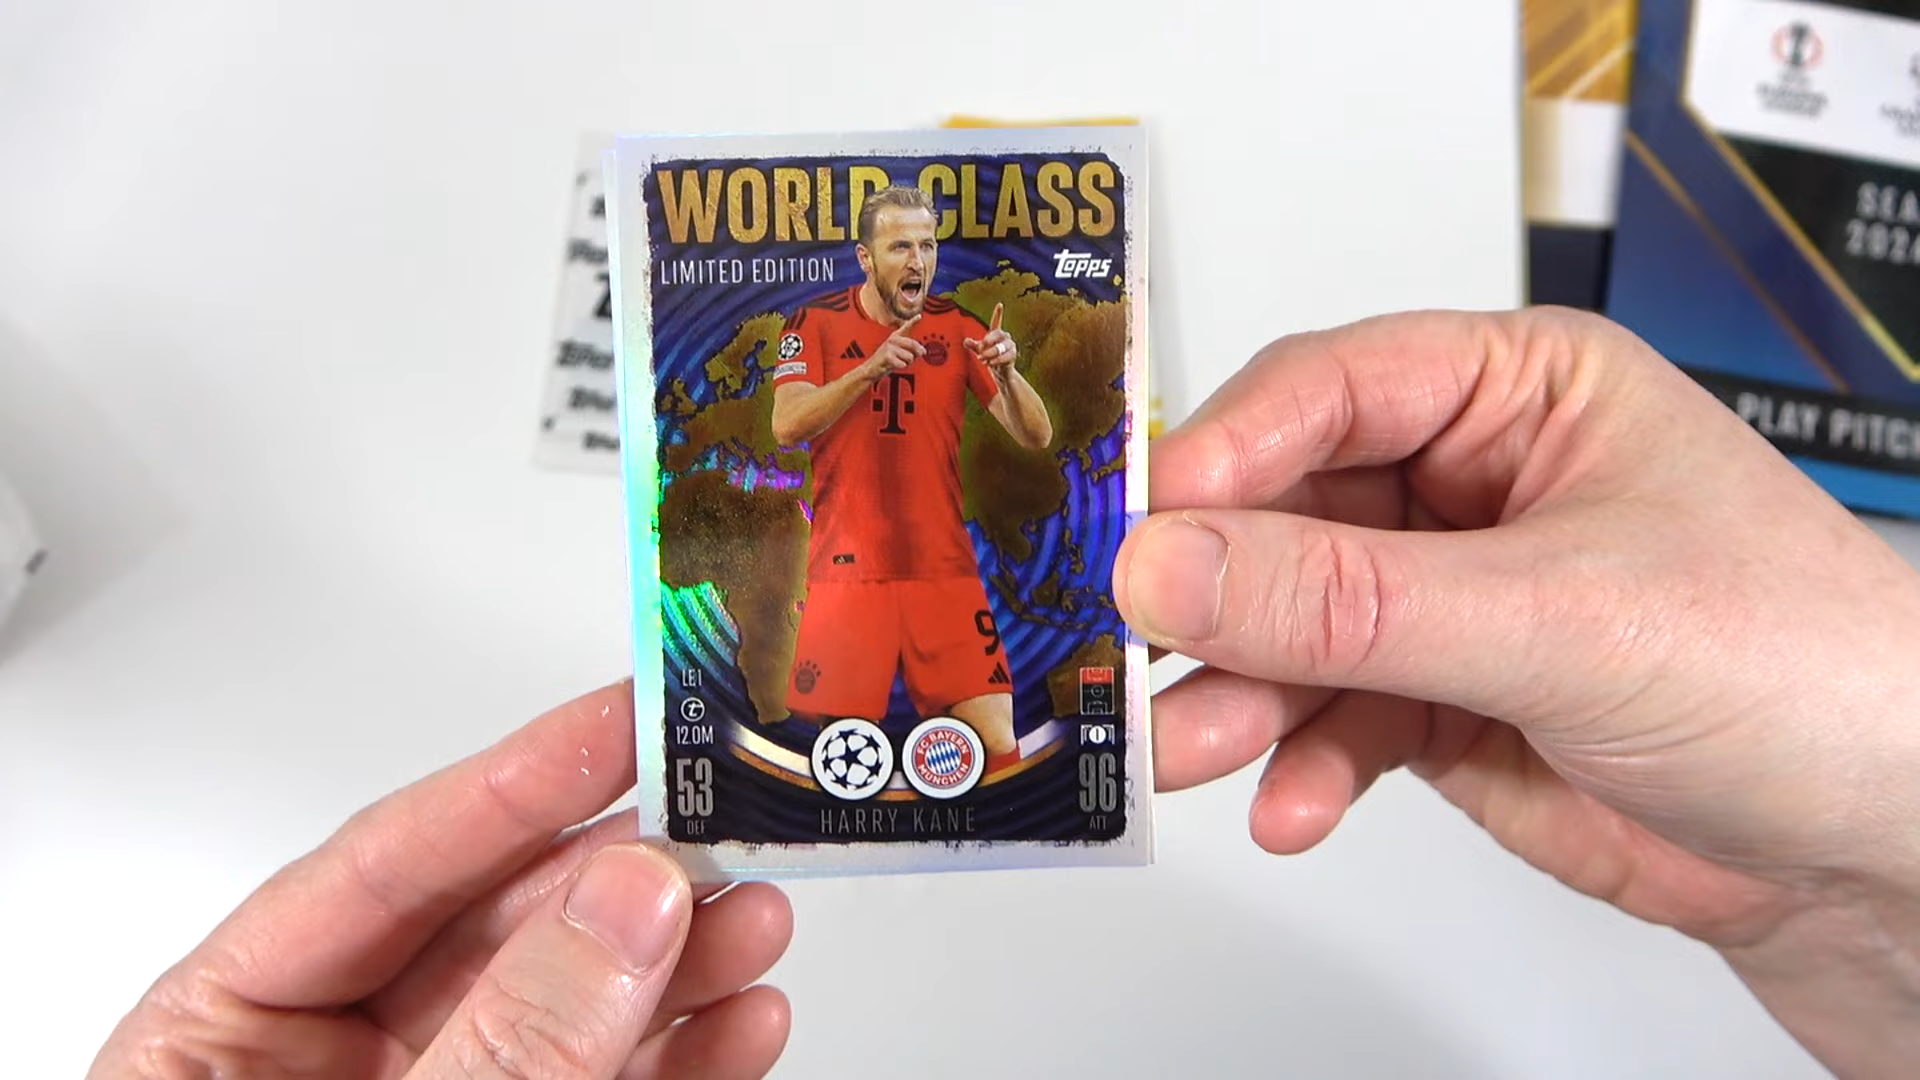 WORLD CLASS
LIMITED EDITION
topps
T
9
LE1
12.0M
53
DEF
96
ATT
FC BAYERN
MÜNCHEN
HARRY KANE
PLAY PITCH